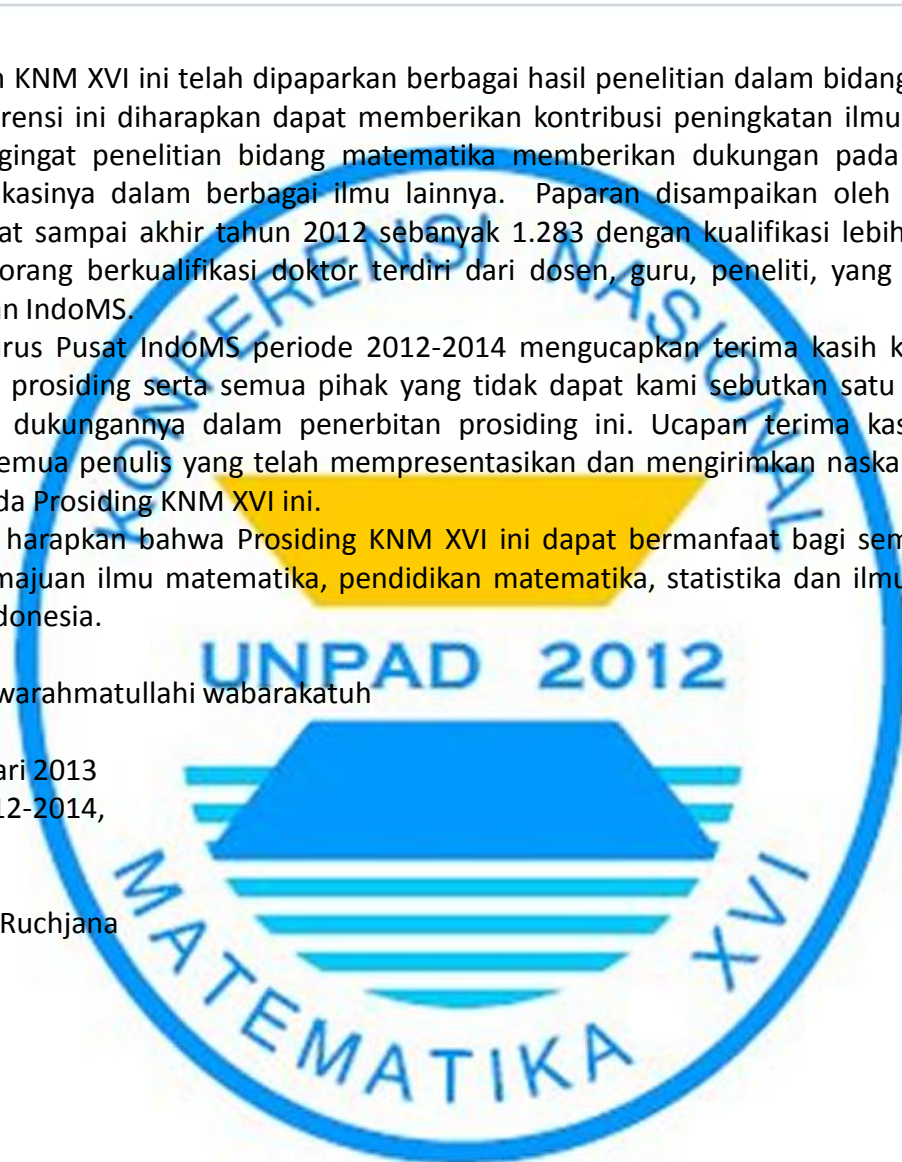 n KNM XVI ini telah dipaparkan berbagai hasil penelitian dalam bidang
rensi ini diharapkan dapat memberikan kontribusi peningkatan ilmu
gingat penelitian bidang matematika memberikan dukungan pada
kasinya dalam berbagai ilmu lainnya. Paparan disampaikan oleh
at sampai akhir tahun 2012 sebanyak 1.283 dengan kualifikasi lebih
orang berkualifikasi doktor terdiri dari dosen, guru, peneliti, yang
an IndoMS.
urus Pusat IndoMS periode 2012-2014 mengucapkan terima kasih k
prosiding serta semua pihak yang tidak dapat kami sebutkan satu
dukungannya dalam penerbitan prosiding ini. Ucapan terima kas
emua penulis yang telah mempresentasikan dan mengirimkan naska
da Prosiding KNM XVI ini.
harapkan bahwa Prosiding KNM XVI ini dapat bermanfaat bagi sem
majuan ilmu matematika, pendidikan matematika, statistika dan ilmu
donesia.
warahmatullahi wabarakatuh
ari 2013
12-2014,
Ruchjana
KONFERENSI NASIONAL
UNPAD 2012
MATEMATIKA XVI